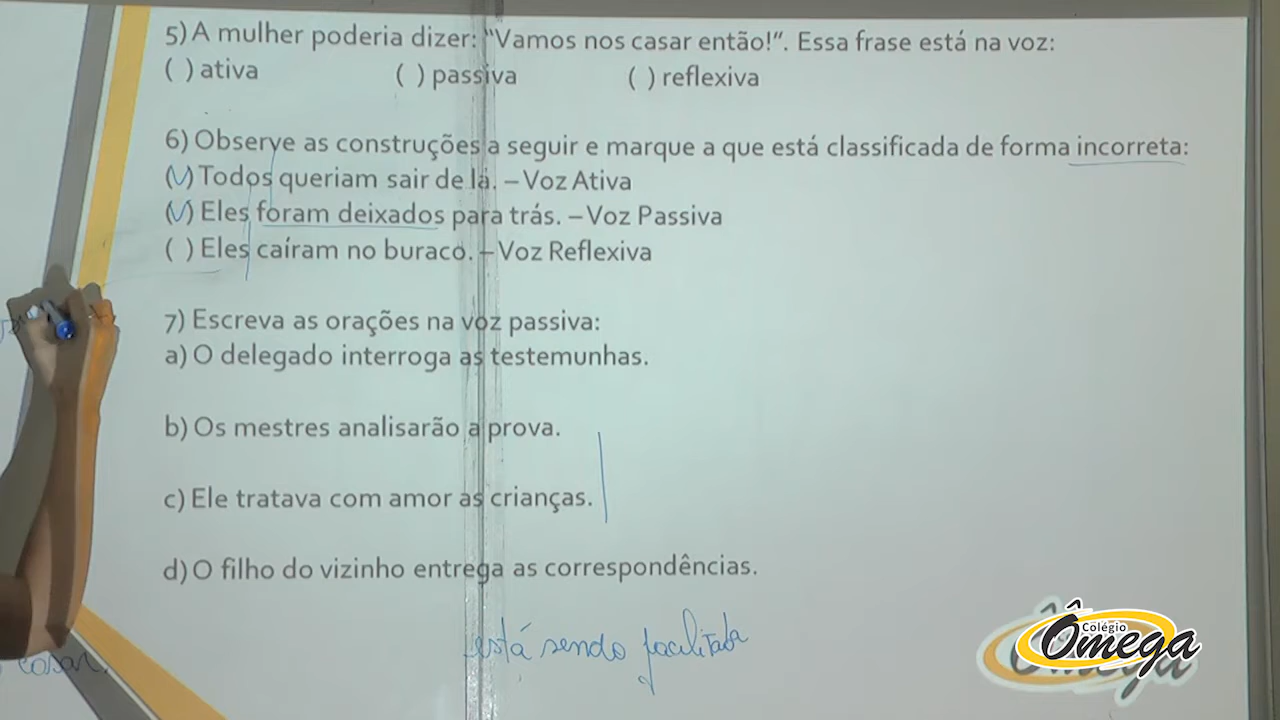 5) A mulher poderia dizer: “Vamos nos casar então!“. Essa frase está na voz:
( ) ativa ( ) passiva ( ) reflexiva
6) Observe as construções a seguir e marque a que está classificada de forma incorreta:
(V) Todos queriam sair de lá. – Voz Ativa
(V) Eles foram deixados para trás. – Voz Passiva
( ) Eles caíram no buraco. – Voz Reflexiva
7) Escreva as orações na voz passiva:
a) O delegado interroga as testemunhas.
b) Os mestres analisarão a prova.
c) Ele tratava com amor as crianças.
d) O filho do vizinho entrega as correspondências.
está sendo facilitada
casar.
Colégio
Ômega